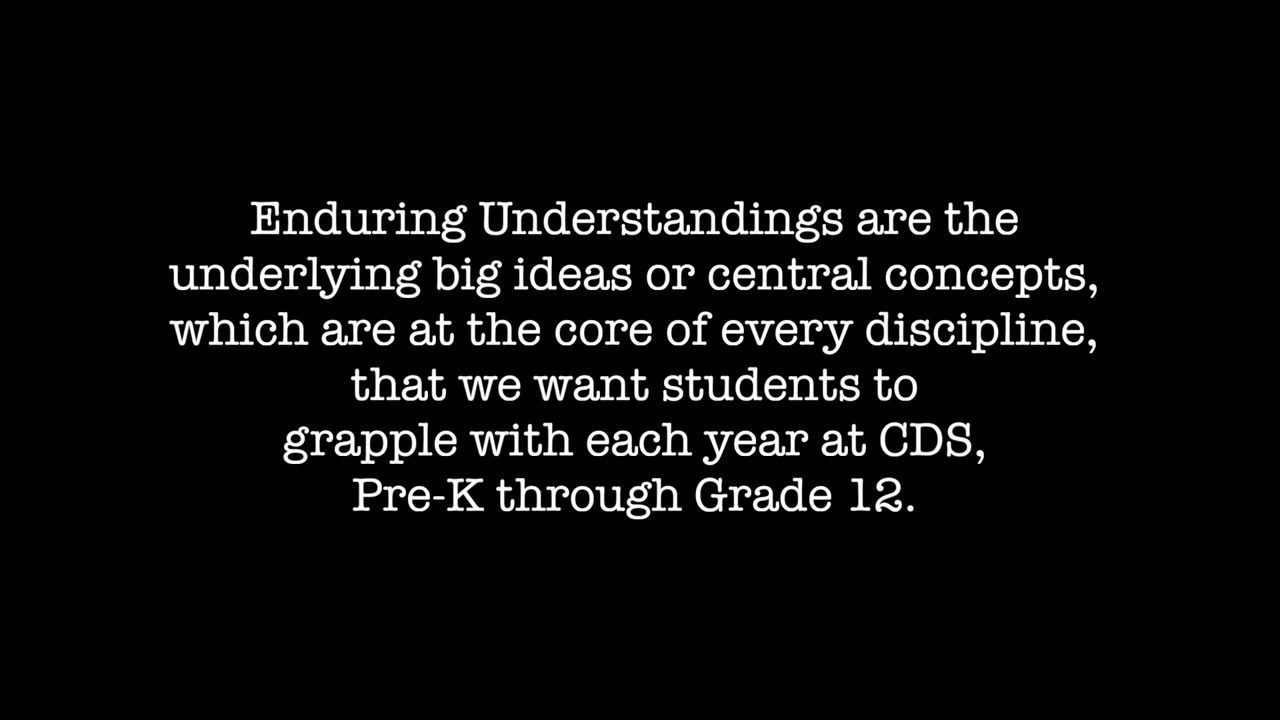 Enduring Understandings are the
underlying big ideas or central concepts,
which are at the core of every discipline,
that we want students to
grapple with each year at CDS,
Pre-K through Grade 12.